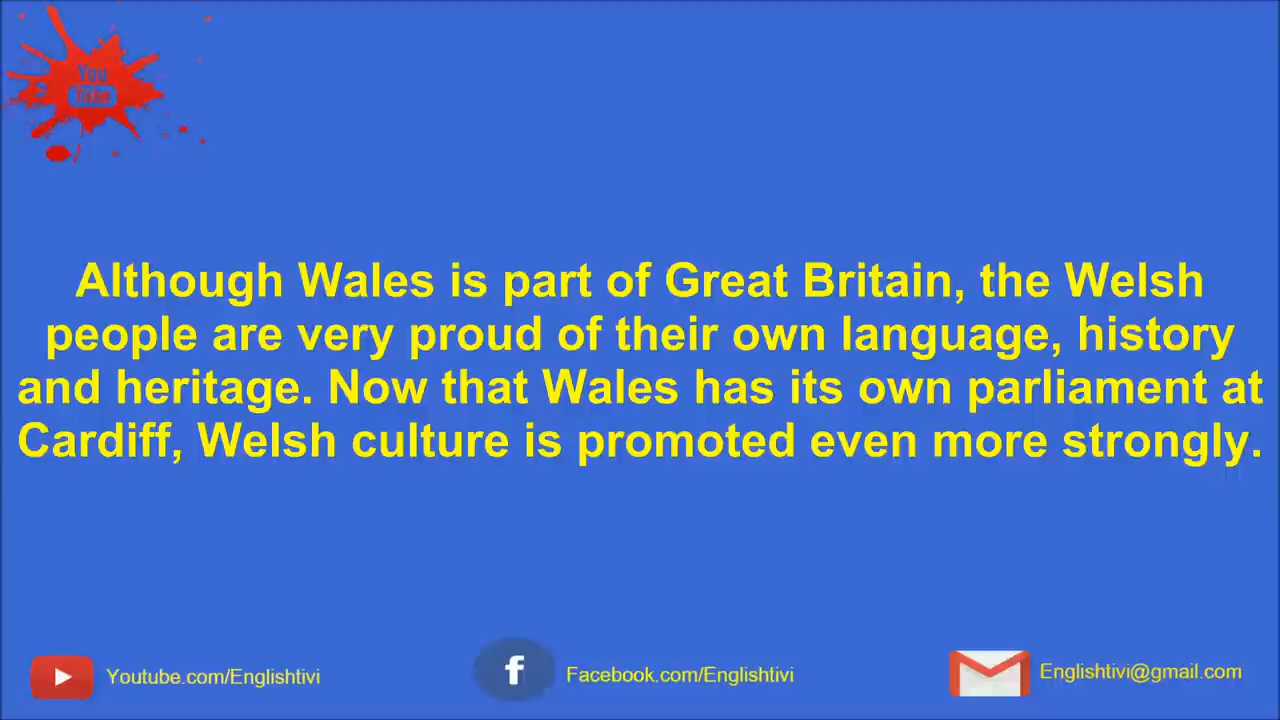 You
Tube
Although Wales is part of Great Britain, the Welsh
people are very proud of their own language, history
and heritage. Now that Wales has its own parliament at
Cardiff, Welsh culture is promoted even more strongly.
Youtube.com/Englishtivi
f
Facebook.com/Englishtivi
Englishtivi@gmail.com